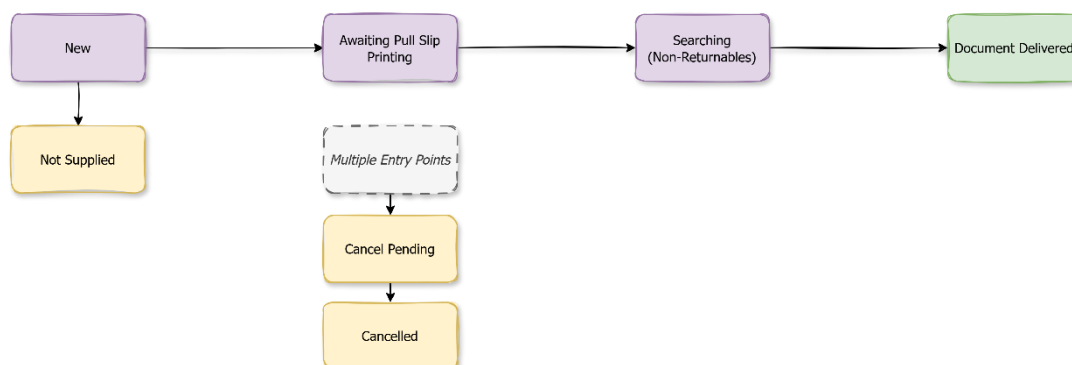 New
Awaiting Pull Slip
Printing
Searching
(Non-Returnables)
Document Delivered
Not Supplied
Multiple Entry Points
Cancel Pending
Cancelled